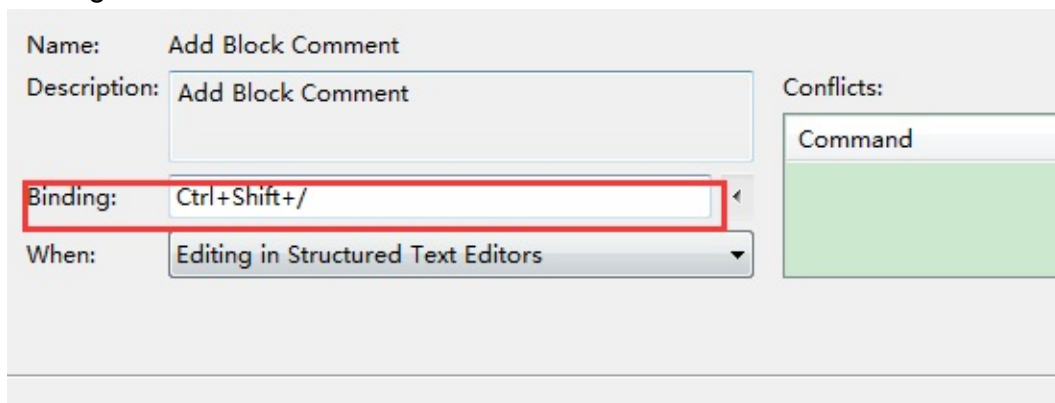 Name: Add Block Comment
Description: Add Block Comment
Conflicts:
Command
Binding: Ctrl+Shift+/
When: Editing in Structured Text Editors